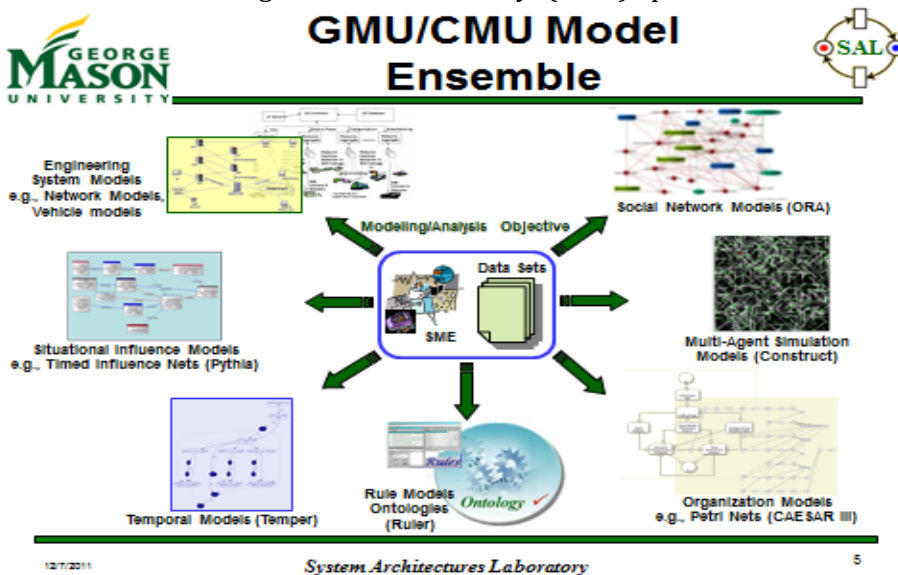 GMU/CMU Model
Ensemble
GEORGE
MASON
UNIVERSITY
SAL
Engineering
System Models
e.g., Network Models,
Vehicle models
Social Network Models (ORA)
Modeling/Analysis Objective
Data Sets
SME
Situational Influence Models
e.g., Timed Influence Nets (Pythia)
Multi-Agent Simulation
Models (Construct)
Rules
Ontology
Temporal Models (Temper)
Rule Models
Ontologies
(Ruler)
Organization Models
e.g., Petri Nets (CAESAR III)
12/7/2011
System Architectures Laboratory
5